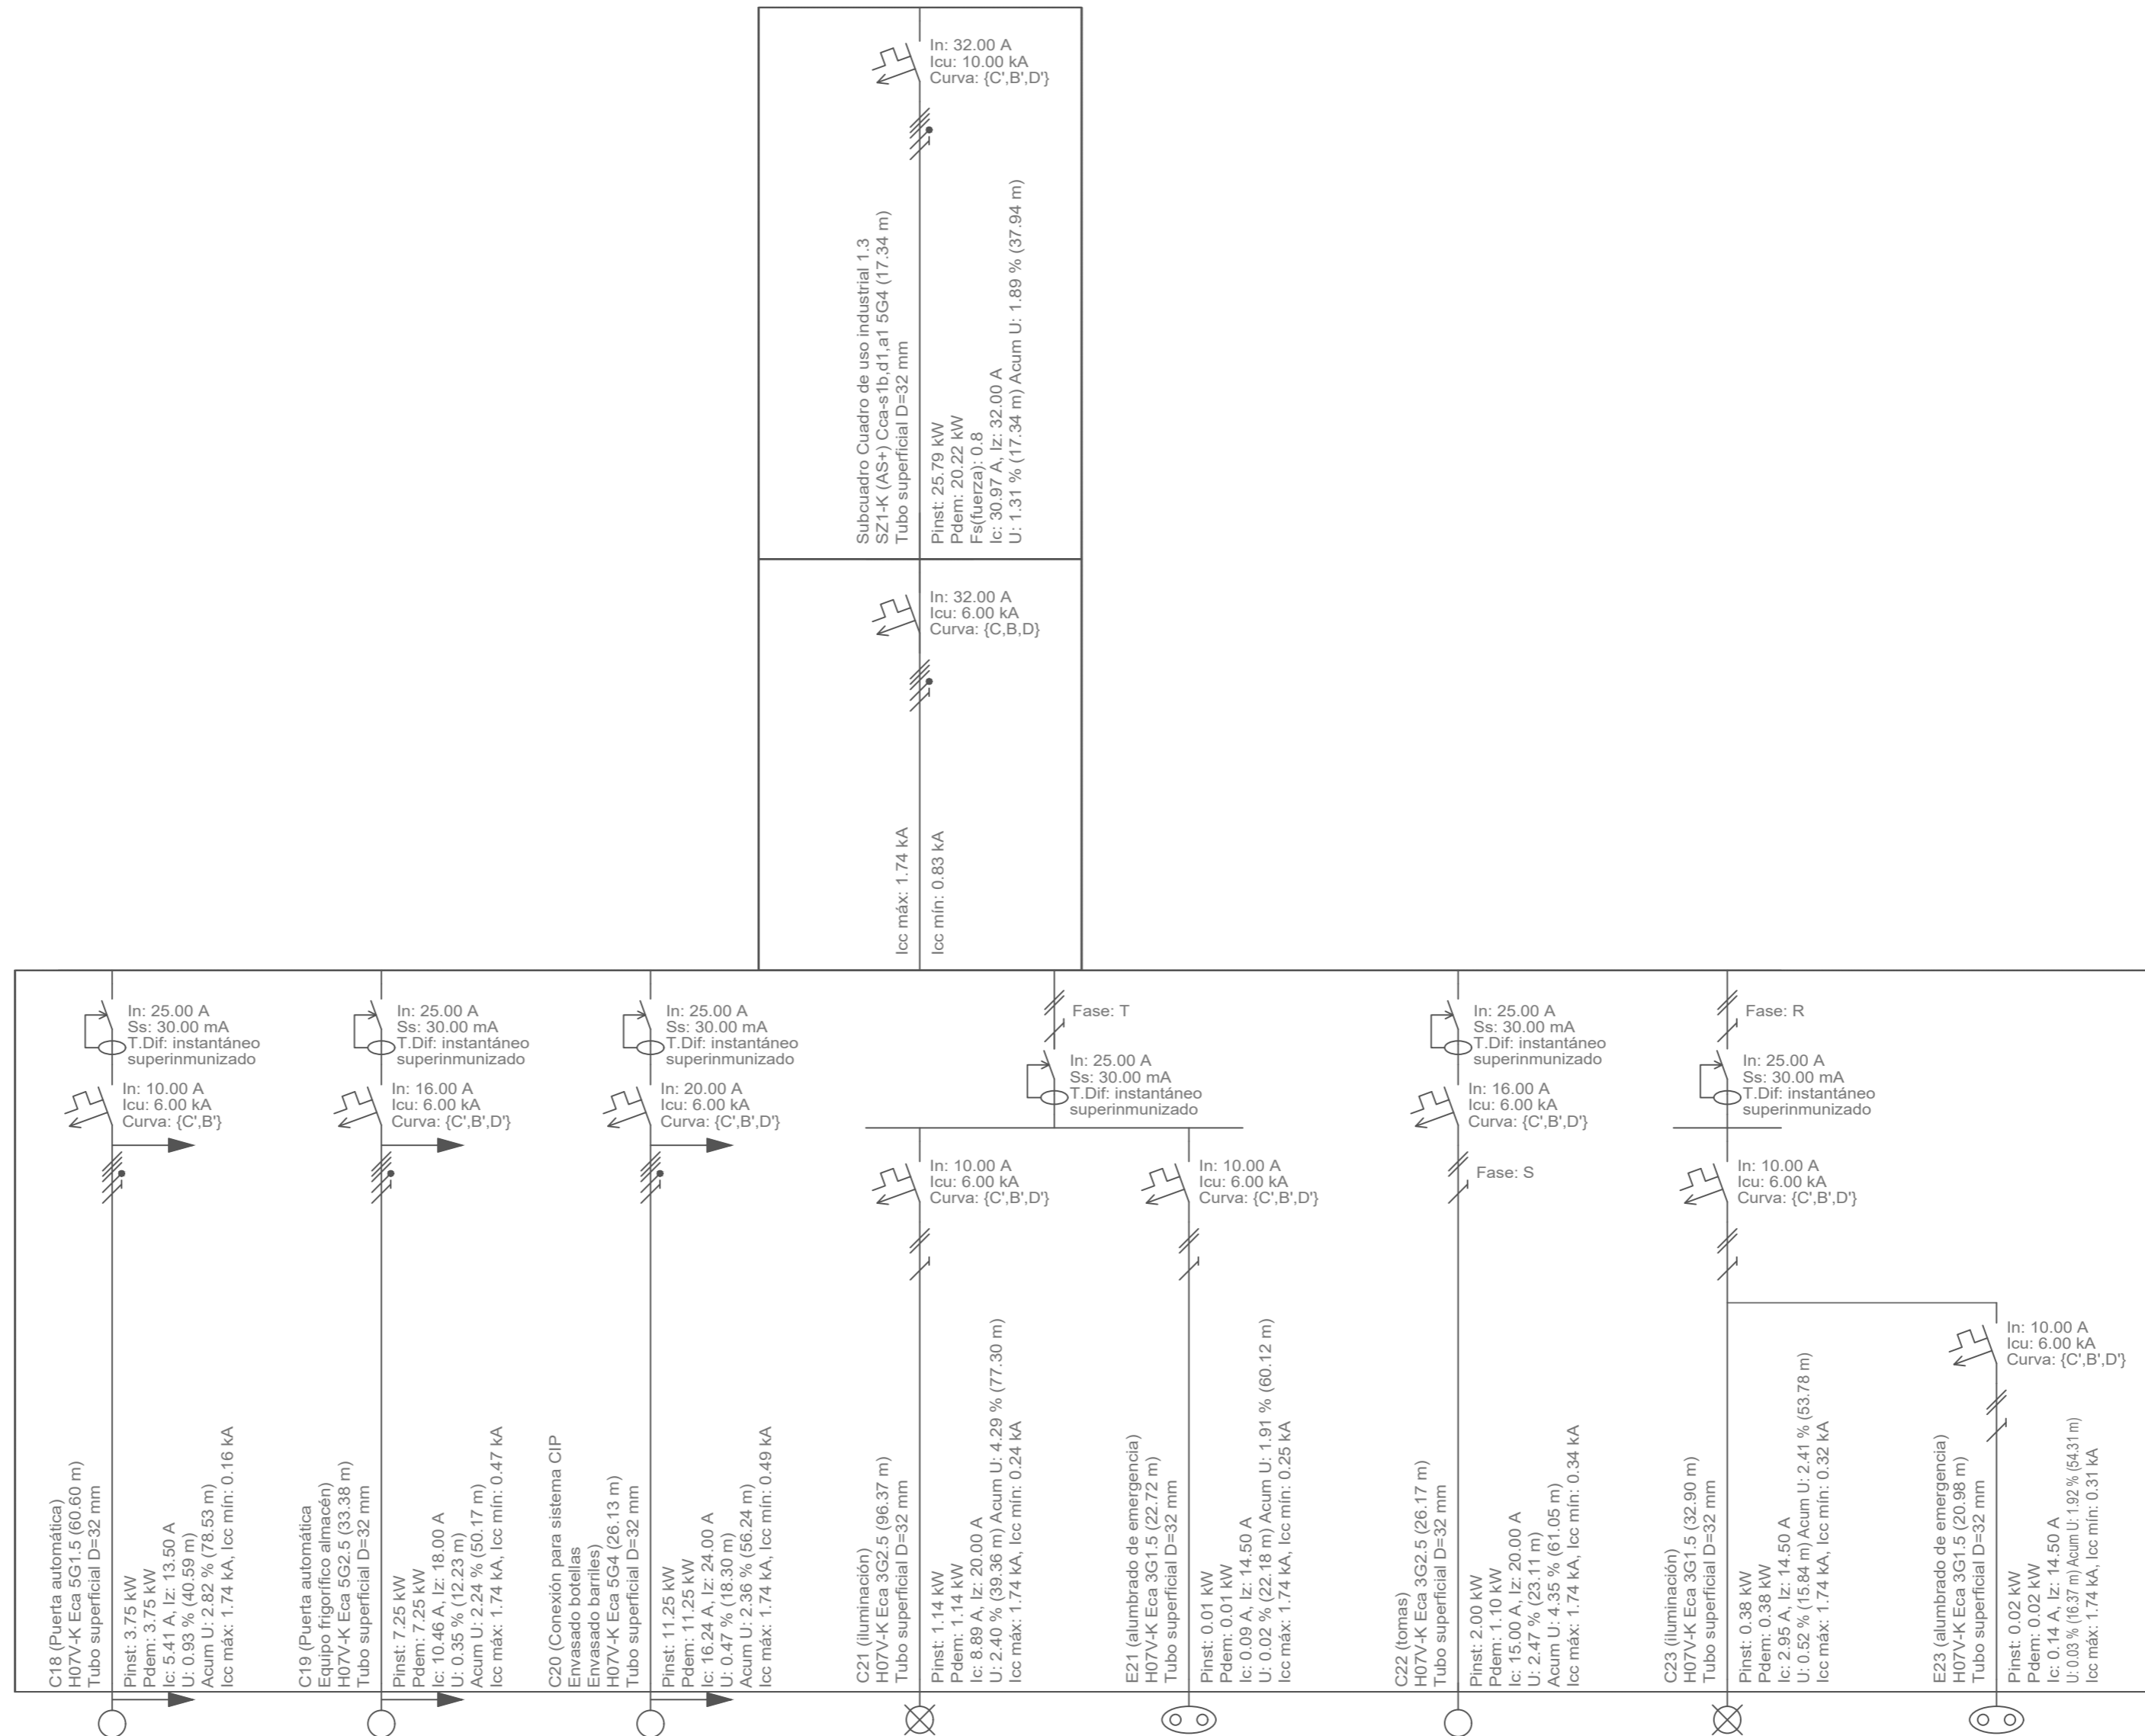 In: 32.00 A
Icu: 10.00 kA
Curva: {C',B',D'}
Subcuadro Cuadro de uso industrial 1.3
SZ1-K (AS+) Cca-s1b,d1,a1 5G4 (17.34 m)
Tubo superficial D=32 mm
Pinst: 25.79 kW
Pdem: 20.22 kW
Fs(fuerza): 0.8
Ic: 30.97 A, Iz: 32.00 A
U: 1.31 % (17.34 m) Acum U: 1.89 % (37.94 m)
In: 32.00 A
Icu: 6.00 kA
Curva: {C,B,D}
Icc máx: 1.74 kA
Icc mín: 0.83 kA
In: 25.00 A
Ss: 30.00 mA
T.Dif: instantáneo
superinmunizado
In: 10.00 A
Icu: 6.00 kA
Curva: {C',B'}
C18 (Puerta automática)
H07V-K Eca 5G1.5 (60.60 m)
Tubo superficial D=32 mm
Pinst: 3.75 kW
Pdem: 3.75 kW
Ic: 5.41 A, Iz: 13.50 A
U: 0.93 % (40.59 m)
Acum U: 2.82 % (78.53 m)
Icc máx: 1.74 kA, Icc mín: 0.16 kA
In: 25.00 A
Ss: 30.00 mA
T.Dif: instantáneo
superinmunizado
In: 16.00 A
Icu: 6.00 kA
Curva: {C',B',D'}
C19 (Puerta automática
Equipo frigorífico almacén)
H07V-K Eca 5G2.5 (33.38 m)
Tubo superficial D=32 mm
Pinst: 7.25 kW
Pdem: 7.25 kW
Ic: 10.46 A, Iz: 18.00 A
U: 0.35 % (12.23 m)
Acum U: 2.24 % (50.17 m)
Icc máx: 1.74 kA, Icc mín: 0.47 kA
In: 25.00 A
Ss: 30.00 mA
T.Dif: instantáneo
superinmunizado
In: 20.00 A
Icu: 6.00 kA
Curva: {C',B',D'}
C20 (Conexión para sistema CIP
Envasado botellas
Envasado barriles)
H07V-K Eca 5G4 (26.13 m)
Tubo superficial D=32 mm
Pinst: 11.25 kW
Pdem: 11.25 kW
Ic: 16.24 A, Iz: 24.00 A
U: 0.47 % (18.30 m)
Acum U: 2.36 % (56.24 m)
Icc máx: 1.74 kA, Icc mín: 0.49 kA
Fase: T
In: 25.00 A
Ss: 30.00 mA
T.Dif: instantáneo
superinmunizado
In: 10.00 A
Icu: 6.00 kA
Curva: {C',B',D'}
C21 (iluminación)
H07V-K Eca 3G2.5 (96.37 m)
Tubo superficial D=32 mm
Pinst: 1.14 kW
Pdem: 1.14 kW
Ic: 8.89 A, Iz: 20.00 A
U: 2.40 % (39.36 m) Acum U: 4.29 % (77.30 m)
Icc máx: 1.74 kA, Icc mín: 0.24 kA
In: 10.00 A
Icu: 6.00 kA
Curva: {C',B',D'}
E21 (alumbrado de emergencia)
H07V-K Eca 3G1.5 (22.72 m)
Tubo superficial D=32 mm
Pinst: 0.01 kW
Pdem: 0.01 kW
Ic: 0.09 A, Iz: 14.50 A
U: 0.02 % (22.18 m) Acum U: 1.91 % (60.12 m)
Icc máx: 1.74 kA, Icc mín: 0.25 kA
In: 25.00 A
Ss: 30.00 mA
T.Dif: instantáneo
superinmunizado
In: 16.00 A
Icu: 6.00 kA
Curva: {C',B',D'}
Fase: S
C22 (tomas)
H07V-K Eca 3G2.5 (26.17 m)
Tubo superficial D=32 mm
Pinst: 2.00 kW
Pdem: 1.10 kW
Ic: 15.00 A, Iz: 20.00 A
U: 2.47 % (23.11 m)
Acum U: 4.35 % (61.05 m)
Icc máx: 1.74 kA, Icc mín: 0.34 kA
Fase: R
In: 25.00 A
Ss: 30.00 mA
T.Dif: instantáneo
superinmunizado
In: 10.00 A
Icu: 6.00 kA
Curva: {C',B',D'}
C23 (iluminación)
H07V-K Eca 3G1.5 (32.90 m)
Tubo superficial D=32 mm
Pinst: 0.38 kW
Pdem: 0.38 kW
Ic: 2.95 A, Iz: 14.50 A
U: 0.52 % (15.84 m) Acum U: 2.41 % (53.78 m)
Icc máx: 1.74 kA, Icc mín: 0.32 kA
In: 10.00 A
Icu: 6.00 kA
Curva: {C',B',D'}
E23 (alumbrado de emergencia)
H07V-K Eca 3G1.5 (20.98 m)
Tubo superficial D=32 mm
Pinst: 0.02 kW
Pdem: 0.02 kW
Ic: 0.14 A, Iz: 14.50 A
U: 0.03 % (16.37 m) Acum U: 1.92 % (54.31 m)
Icc máx: 1.74 kA, Icc mín: 0.31 kA